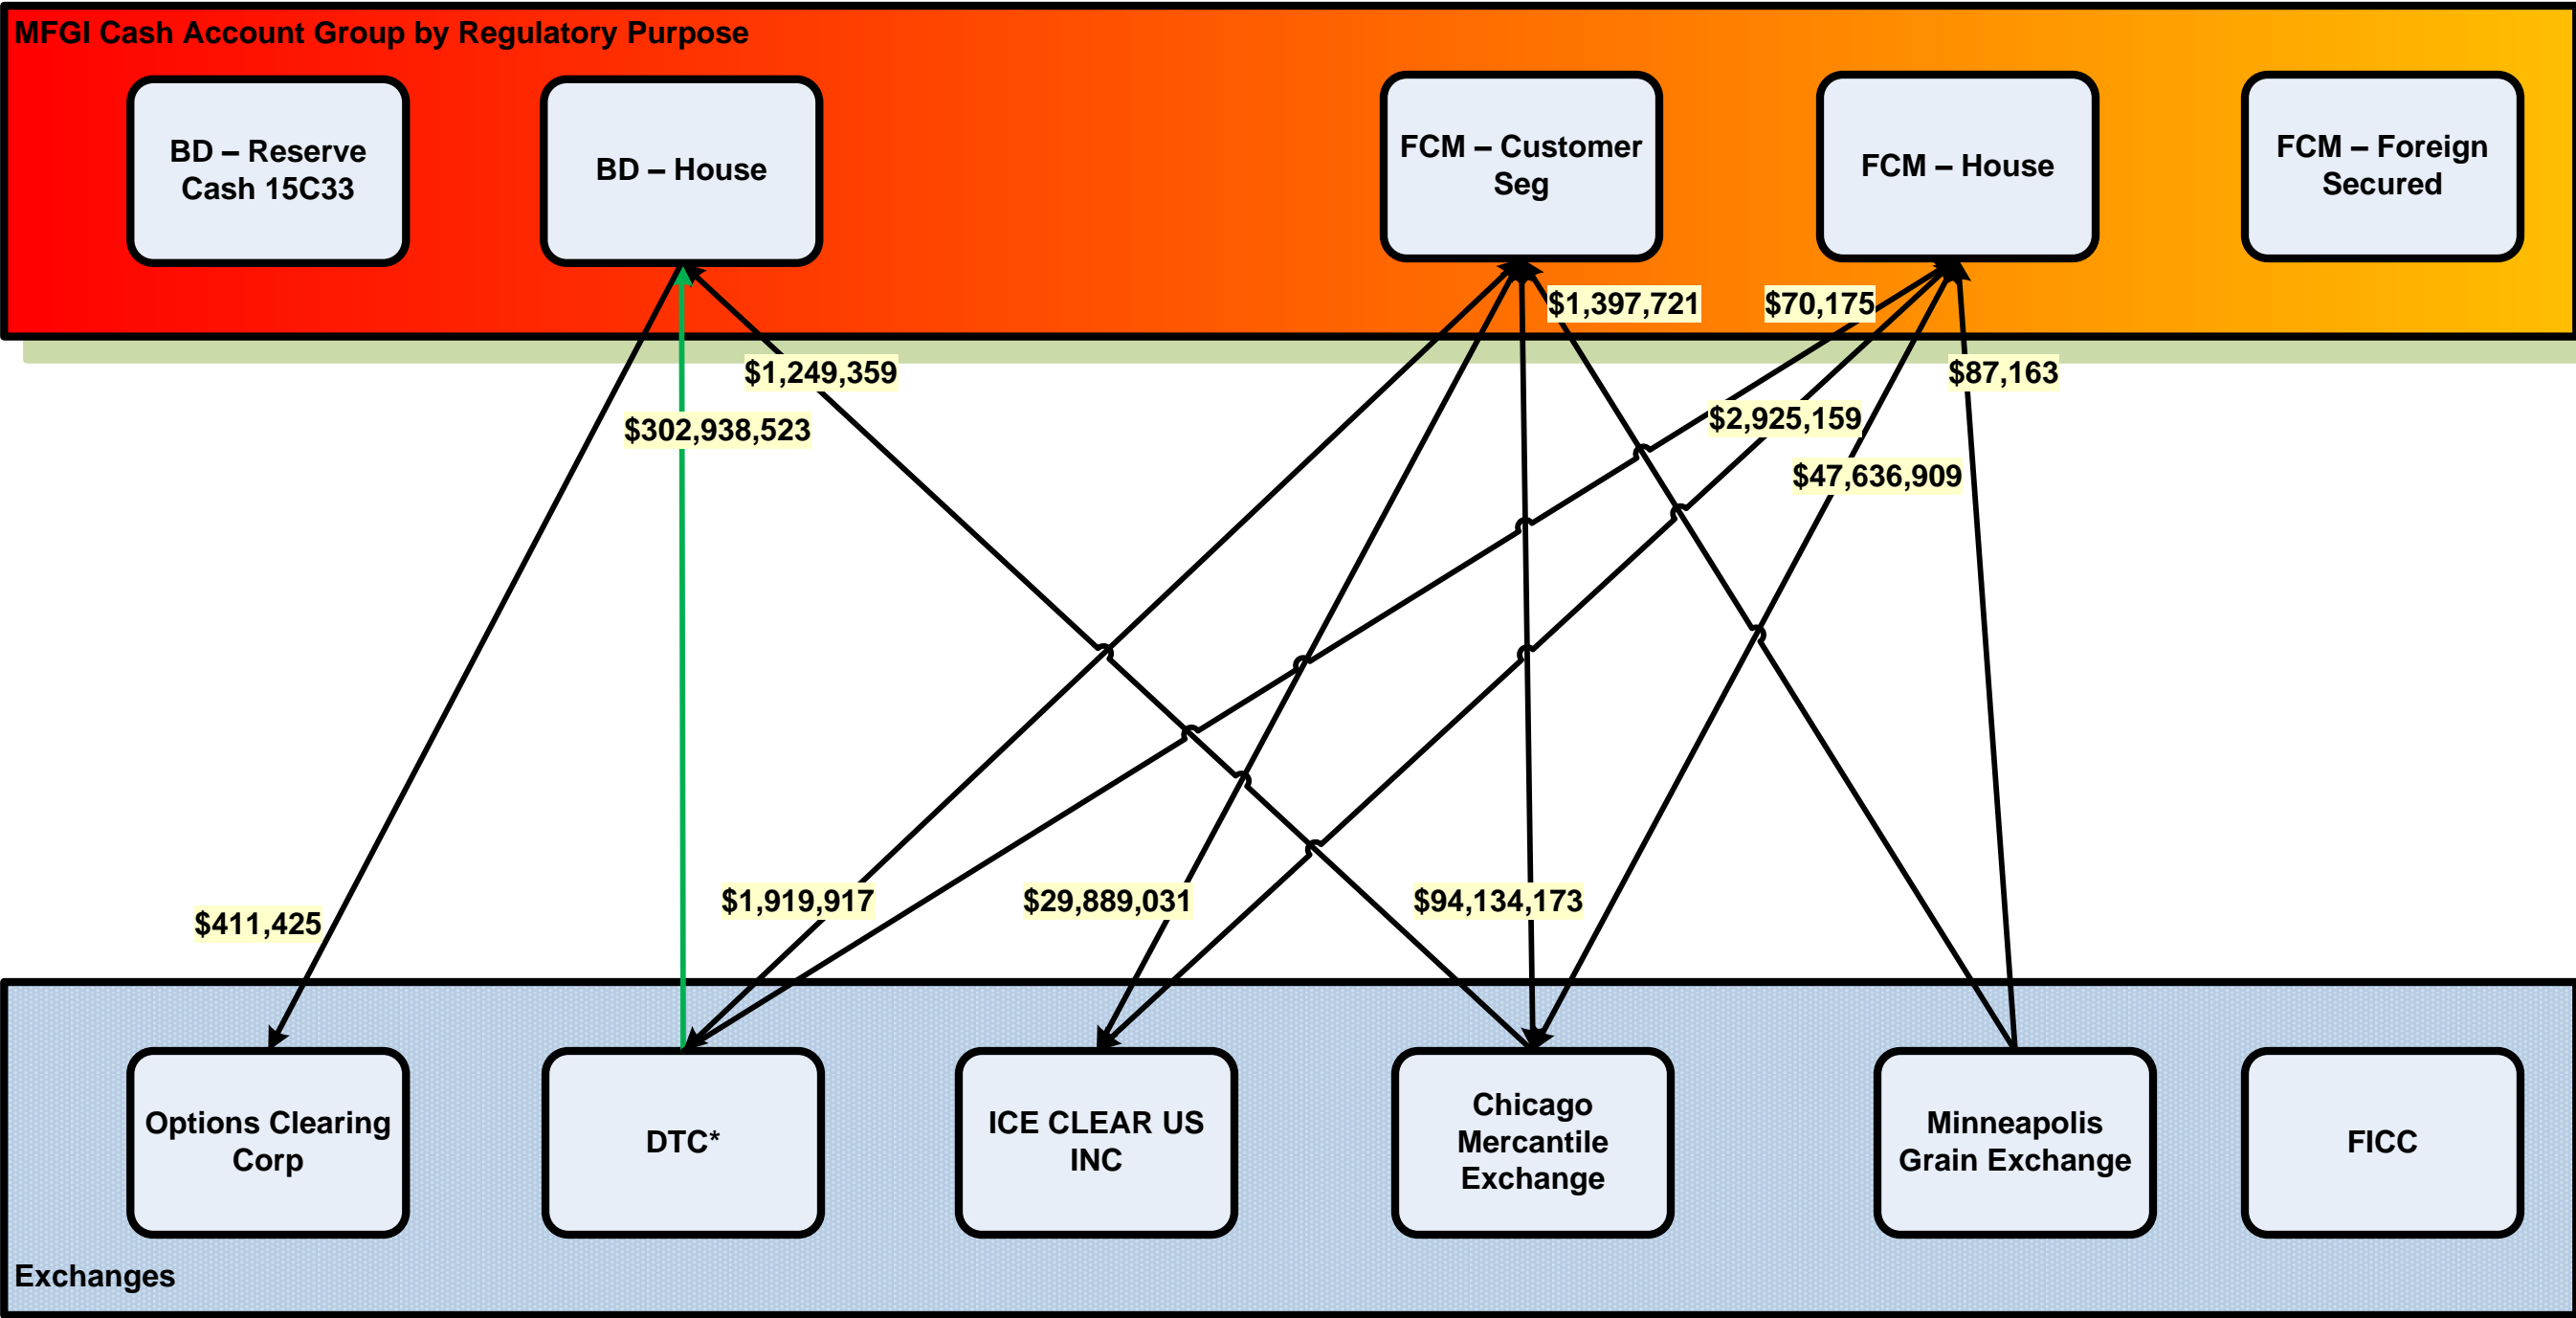 MFGI Cash Account Group by Regulatory Purpose
BD – Reserve
Cash 15C33
BD – House
FCM – Customer
Seg
FCM – House
FCM – Foreign
Secured
$1,397,721
$70,175
$1,249,359
$87,163
$302,938,523
$2,925,159
$47,636,909
$411,425
$1,919,917
$29,889,031
$94,134,173
Options Clearing
Corp
DTC*
ICE CLEAR US
INC
Chicago
Mercantile
Exchange
Minneapolis
Grain Exchange
FICC
Exchanges